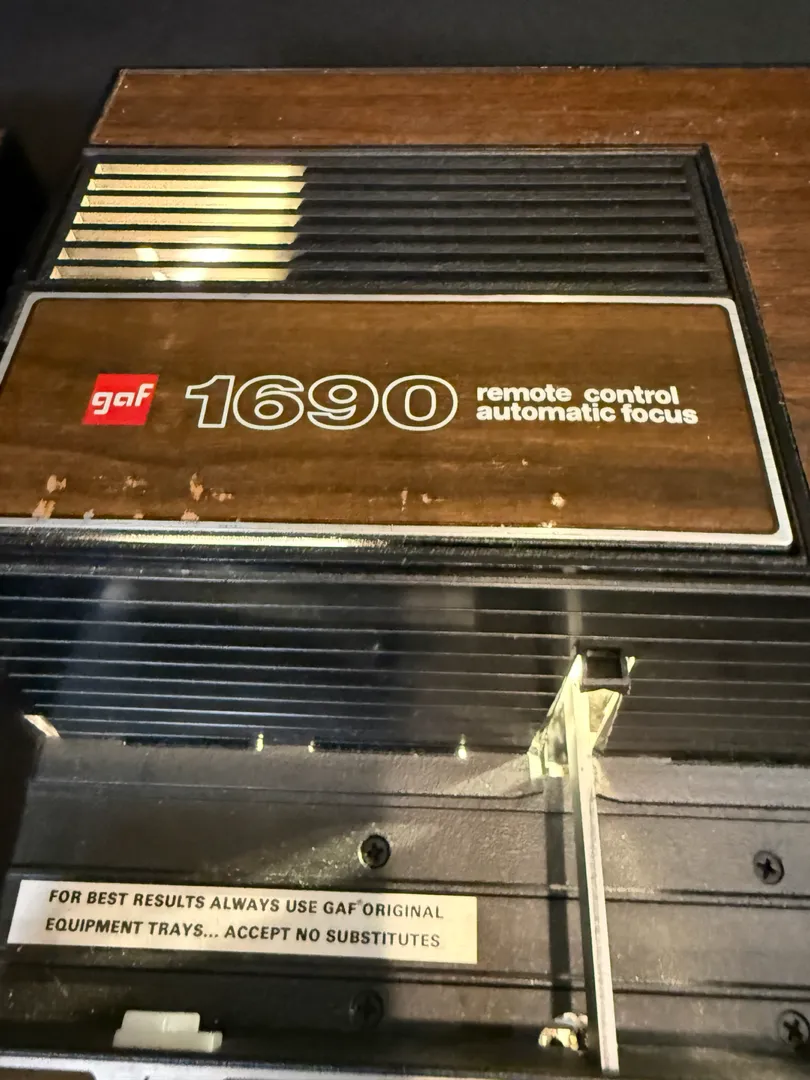 gaf
1690
remote control
automatic focus
FOR BEST RESULTS ALWAYS USE GAF® ORIGINAL
EQUIPMENT TRAYS... ACCEPT NO SUBSTITUTES